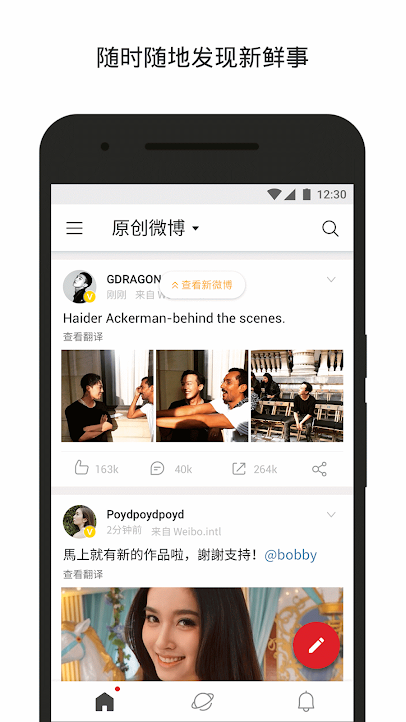 随时随地发现新鲜事
12:30
原创微博
GDRAGON
查看新微博
刚刚 来自
Haider Ackerman-behind the scenes.
查看翻译
163k 40k 264k
Poydpoydpoyd
2分钟前 来自 Weibo.intl
馬上就有新的作品啦，謝謝支持！@bobby
查看翻译